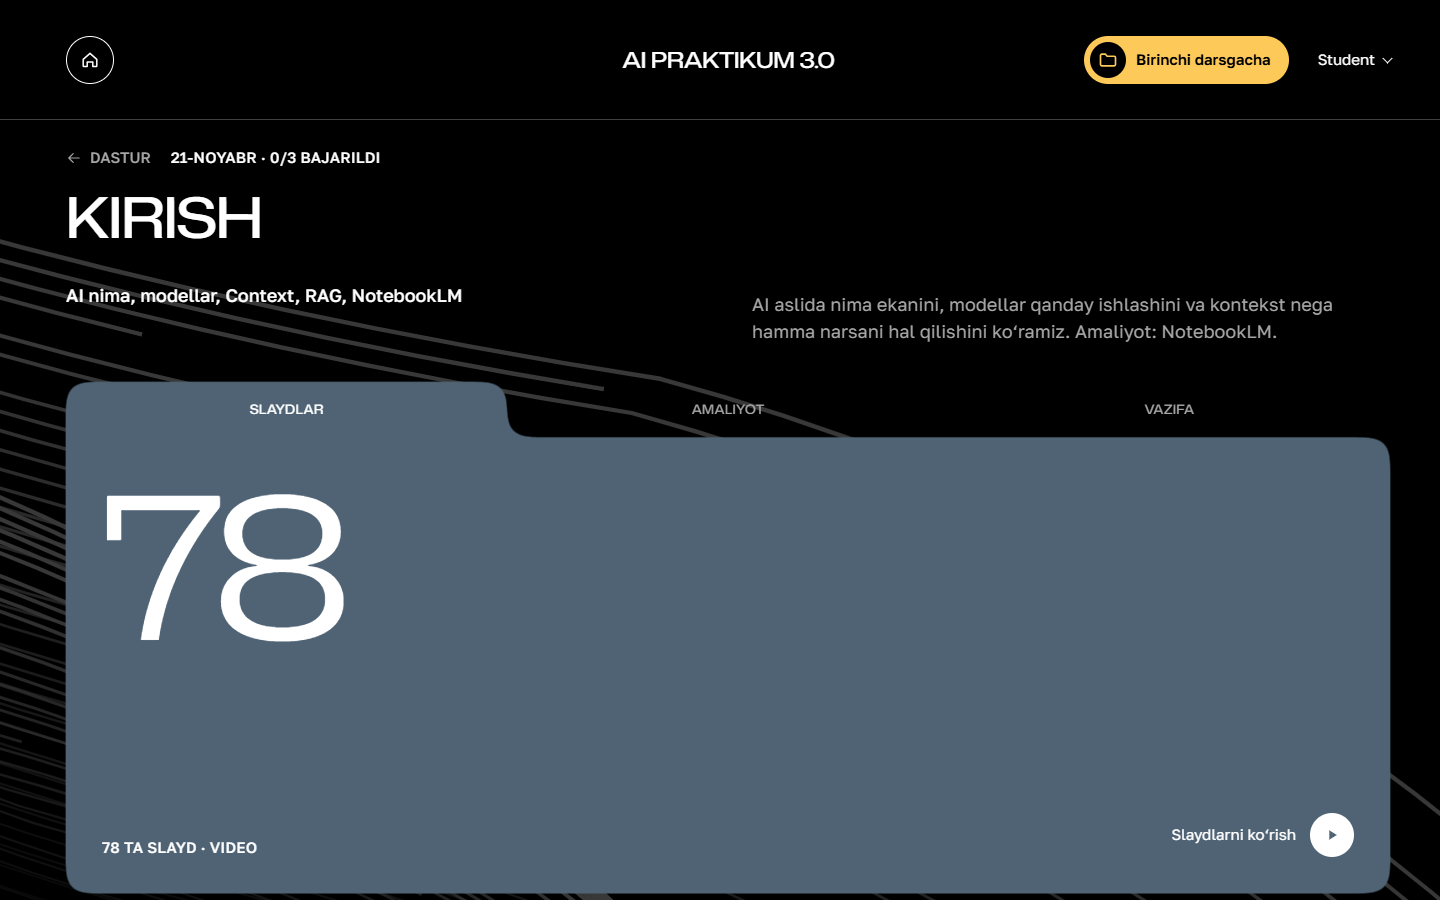 AI PRAKTIKUM 3.0
Birinchi darsgacha
Student
DASTUR
21-NOYABR · 0/3 BAJARILDI
KIRISH
AI nima, modellar, Context, RAG, NotebookLM
AI aslida nima ekanini, modellar qanday ishlashini va kontekst nega
hamma narsani hal qilishini ko‘ramiz. Amaliyot: NotebookLM.
SLAYDLAR
AMALIYOT
VAZIFA
78
78 TA SLAYD · VIDEO
Slaydlarni ko‘rish